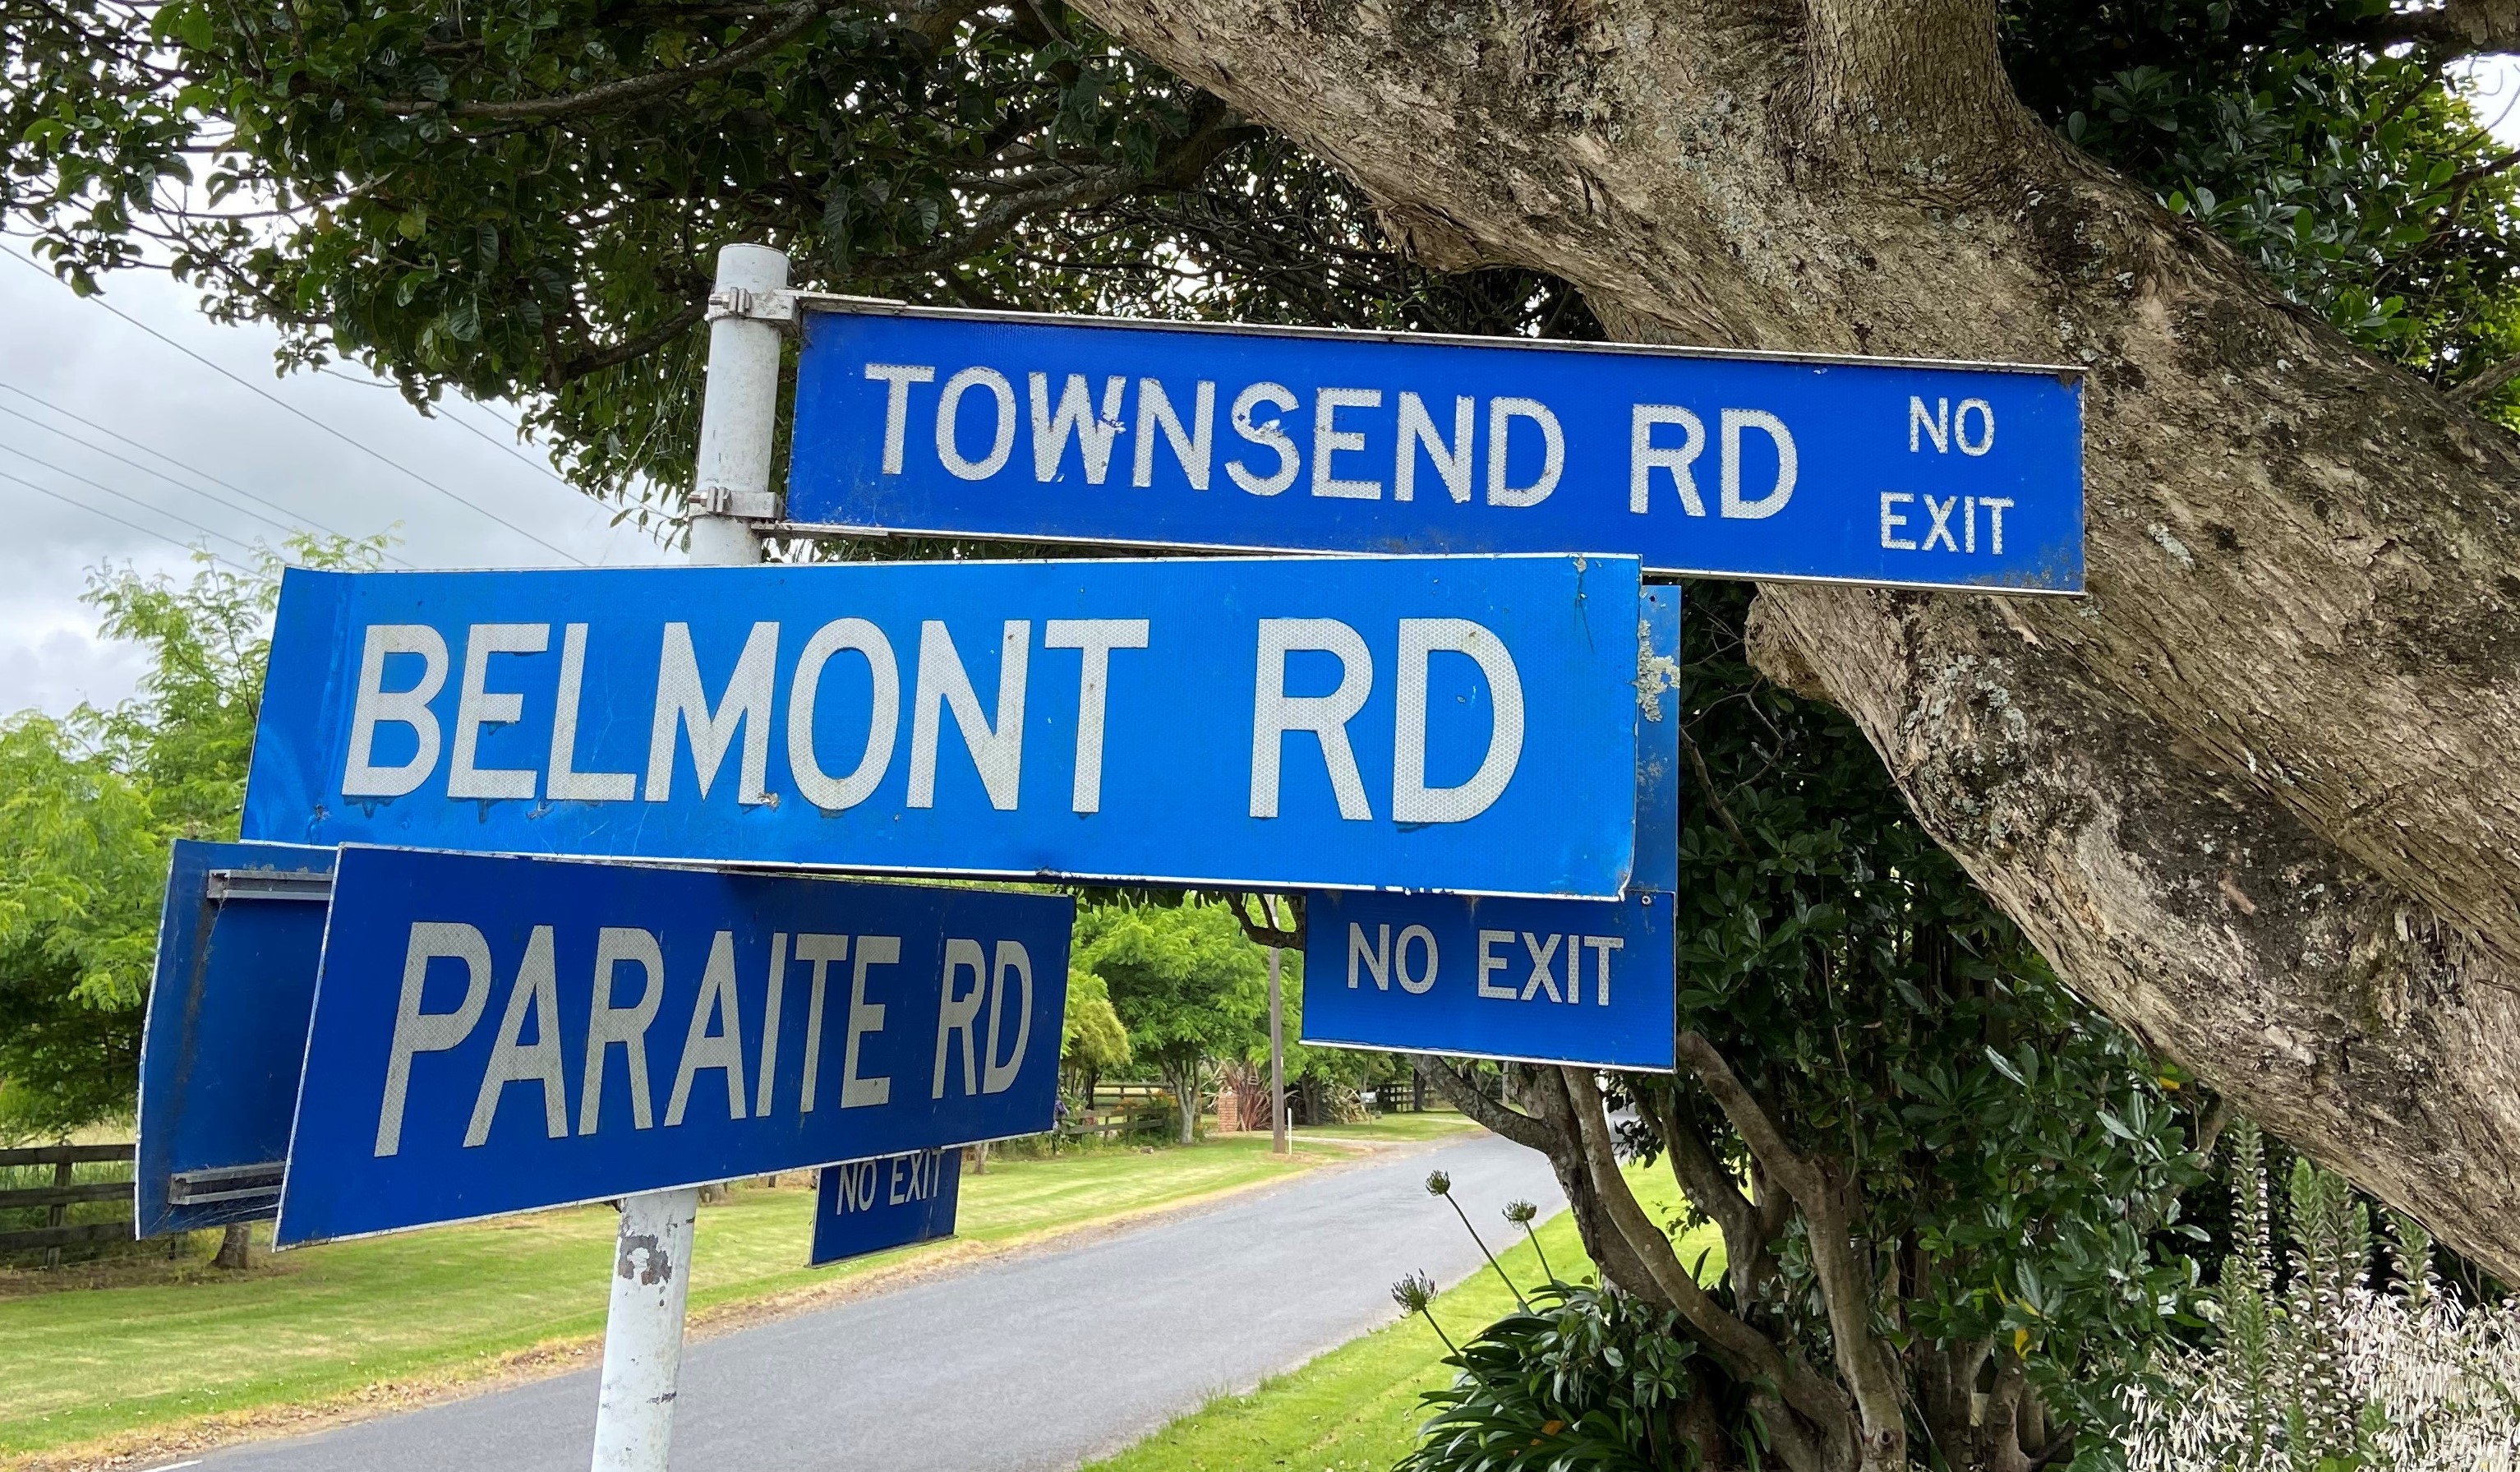 TOWNSEND RD
NO
EXIT
BELMONT RD
NO EXIT
PARAITE RD
NO EXIT